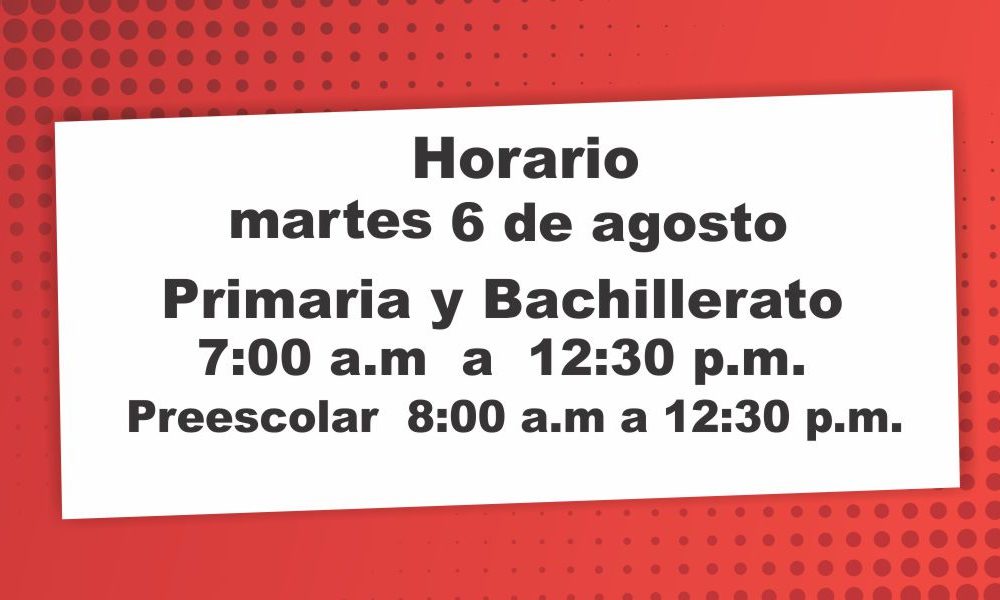 Horario
martes 6 de agosto
Primaria y Bachillerato
7:00 a.m a 12:30 p.m.
Preescolar 8:00 a.m a 12:30 p.m.